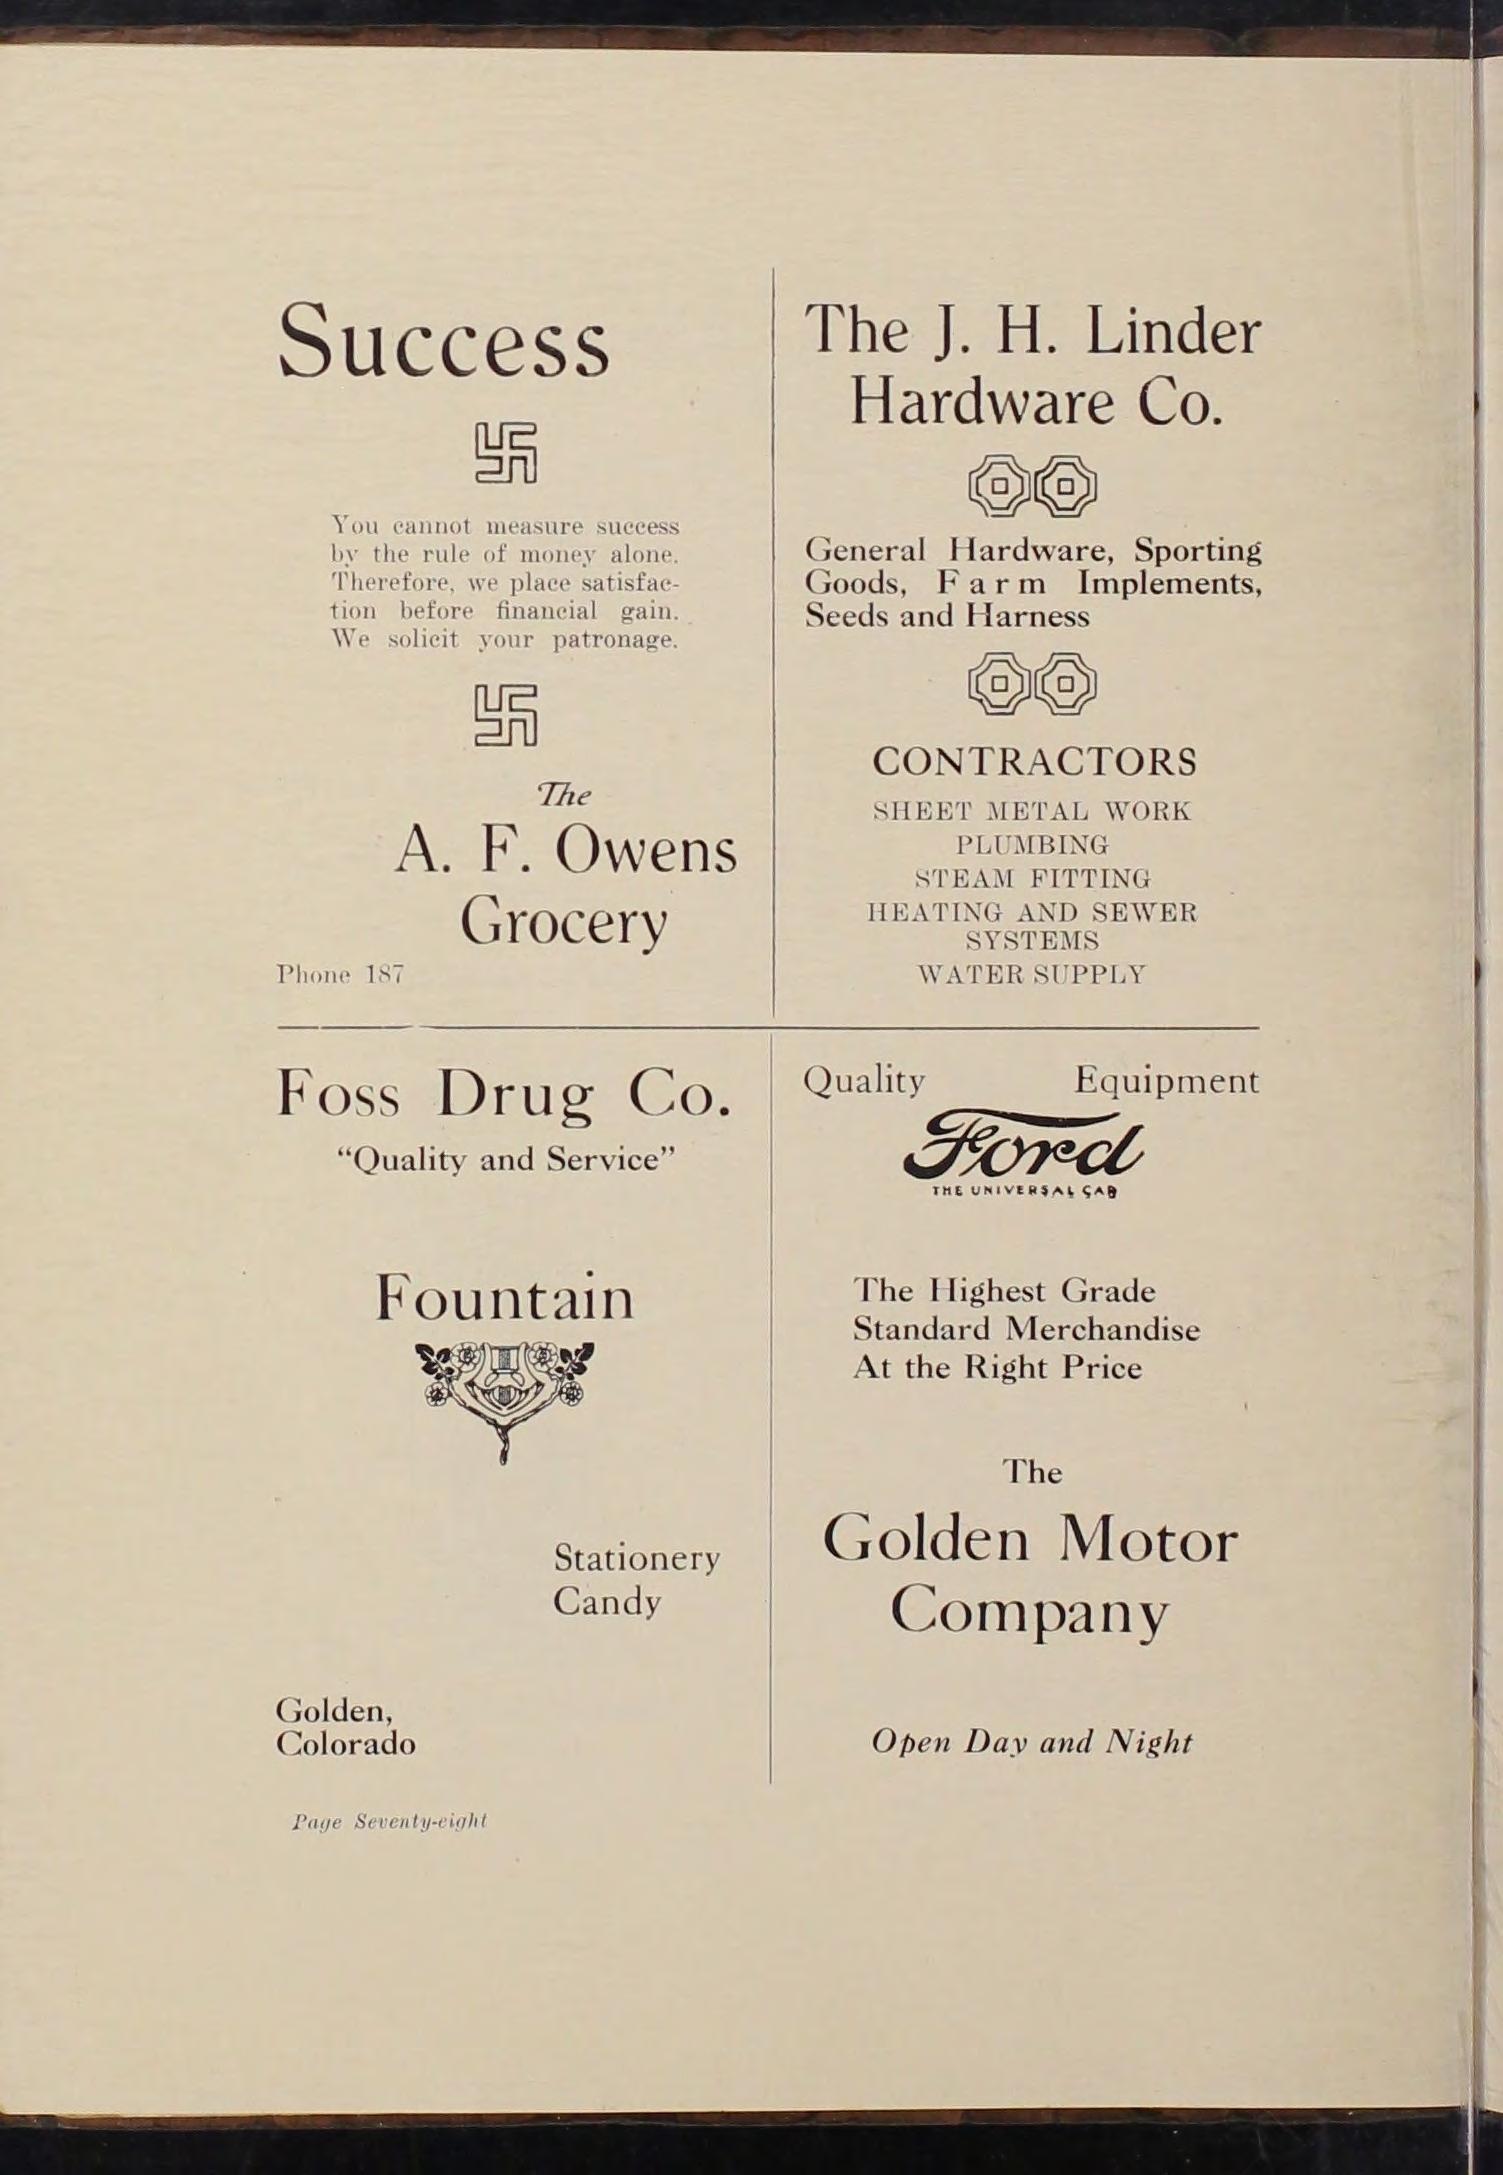 Success
You cannot measure success
by the rule of money alone.
Therefore, we place satisfac-
tion before financial gain.
We solicit your patronage.
The
A. F. Owens
Grocery
Phone 187
The J. H. Linder
Hardware Co.
General Hardware, Sporting
Goods, Farm Implements,
Seeds and Harness
CONTRACTORS
SHEET METAL WORK
PLUMBING
STEAM FITTING
HEATING AND SEWER
SYSTEMS
WATER SUPPLY
Foss Drug Co.
“Quality and Service”
Fountain
Stationery
Candy
Golden,
Colorado
Quality Equipment
Ford
THE UNIVERSAL CAR
The Highest Grade
Standard Merchandise
At the Right Price
The
Golden Motor
Company
Open Day and Night
Page Seventy-eight